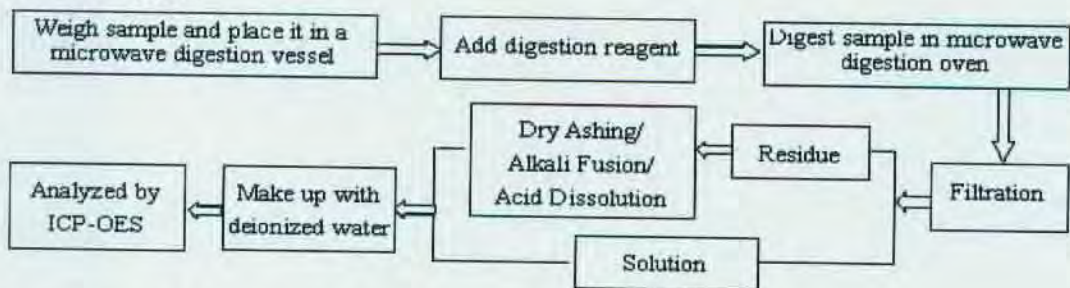 Weigh sample and place it in a
microwave digestion vessel
Add digestion reagent
Digest sample in microwave
digestion oven
Dry Ashing/
Alkali Fusion/
Acid Dissolution
Residue
Filtration
Analyzed by
ICP-OES
Make up with
deionized water
Solution